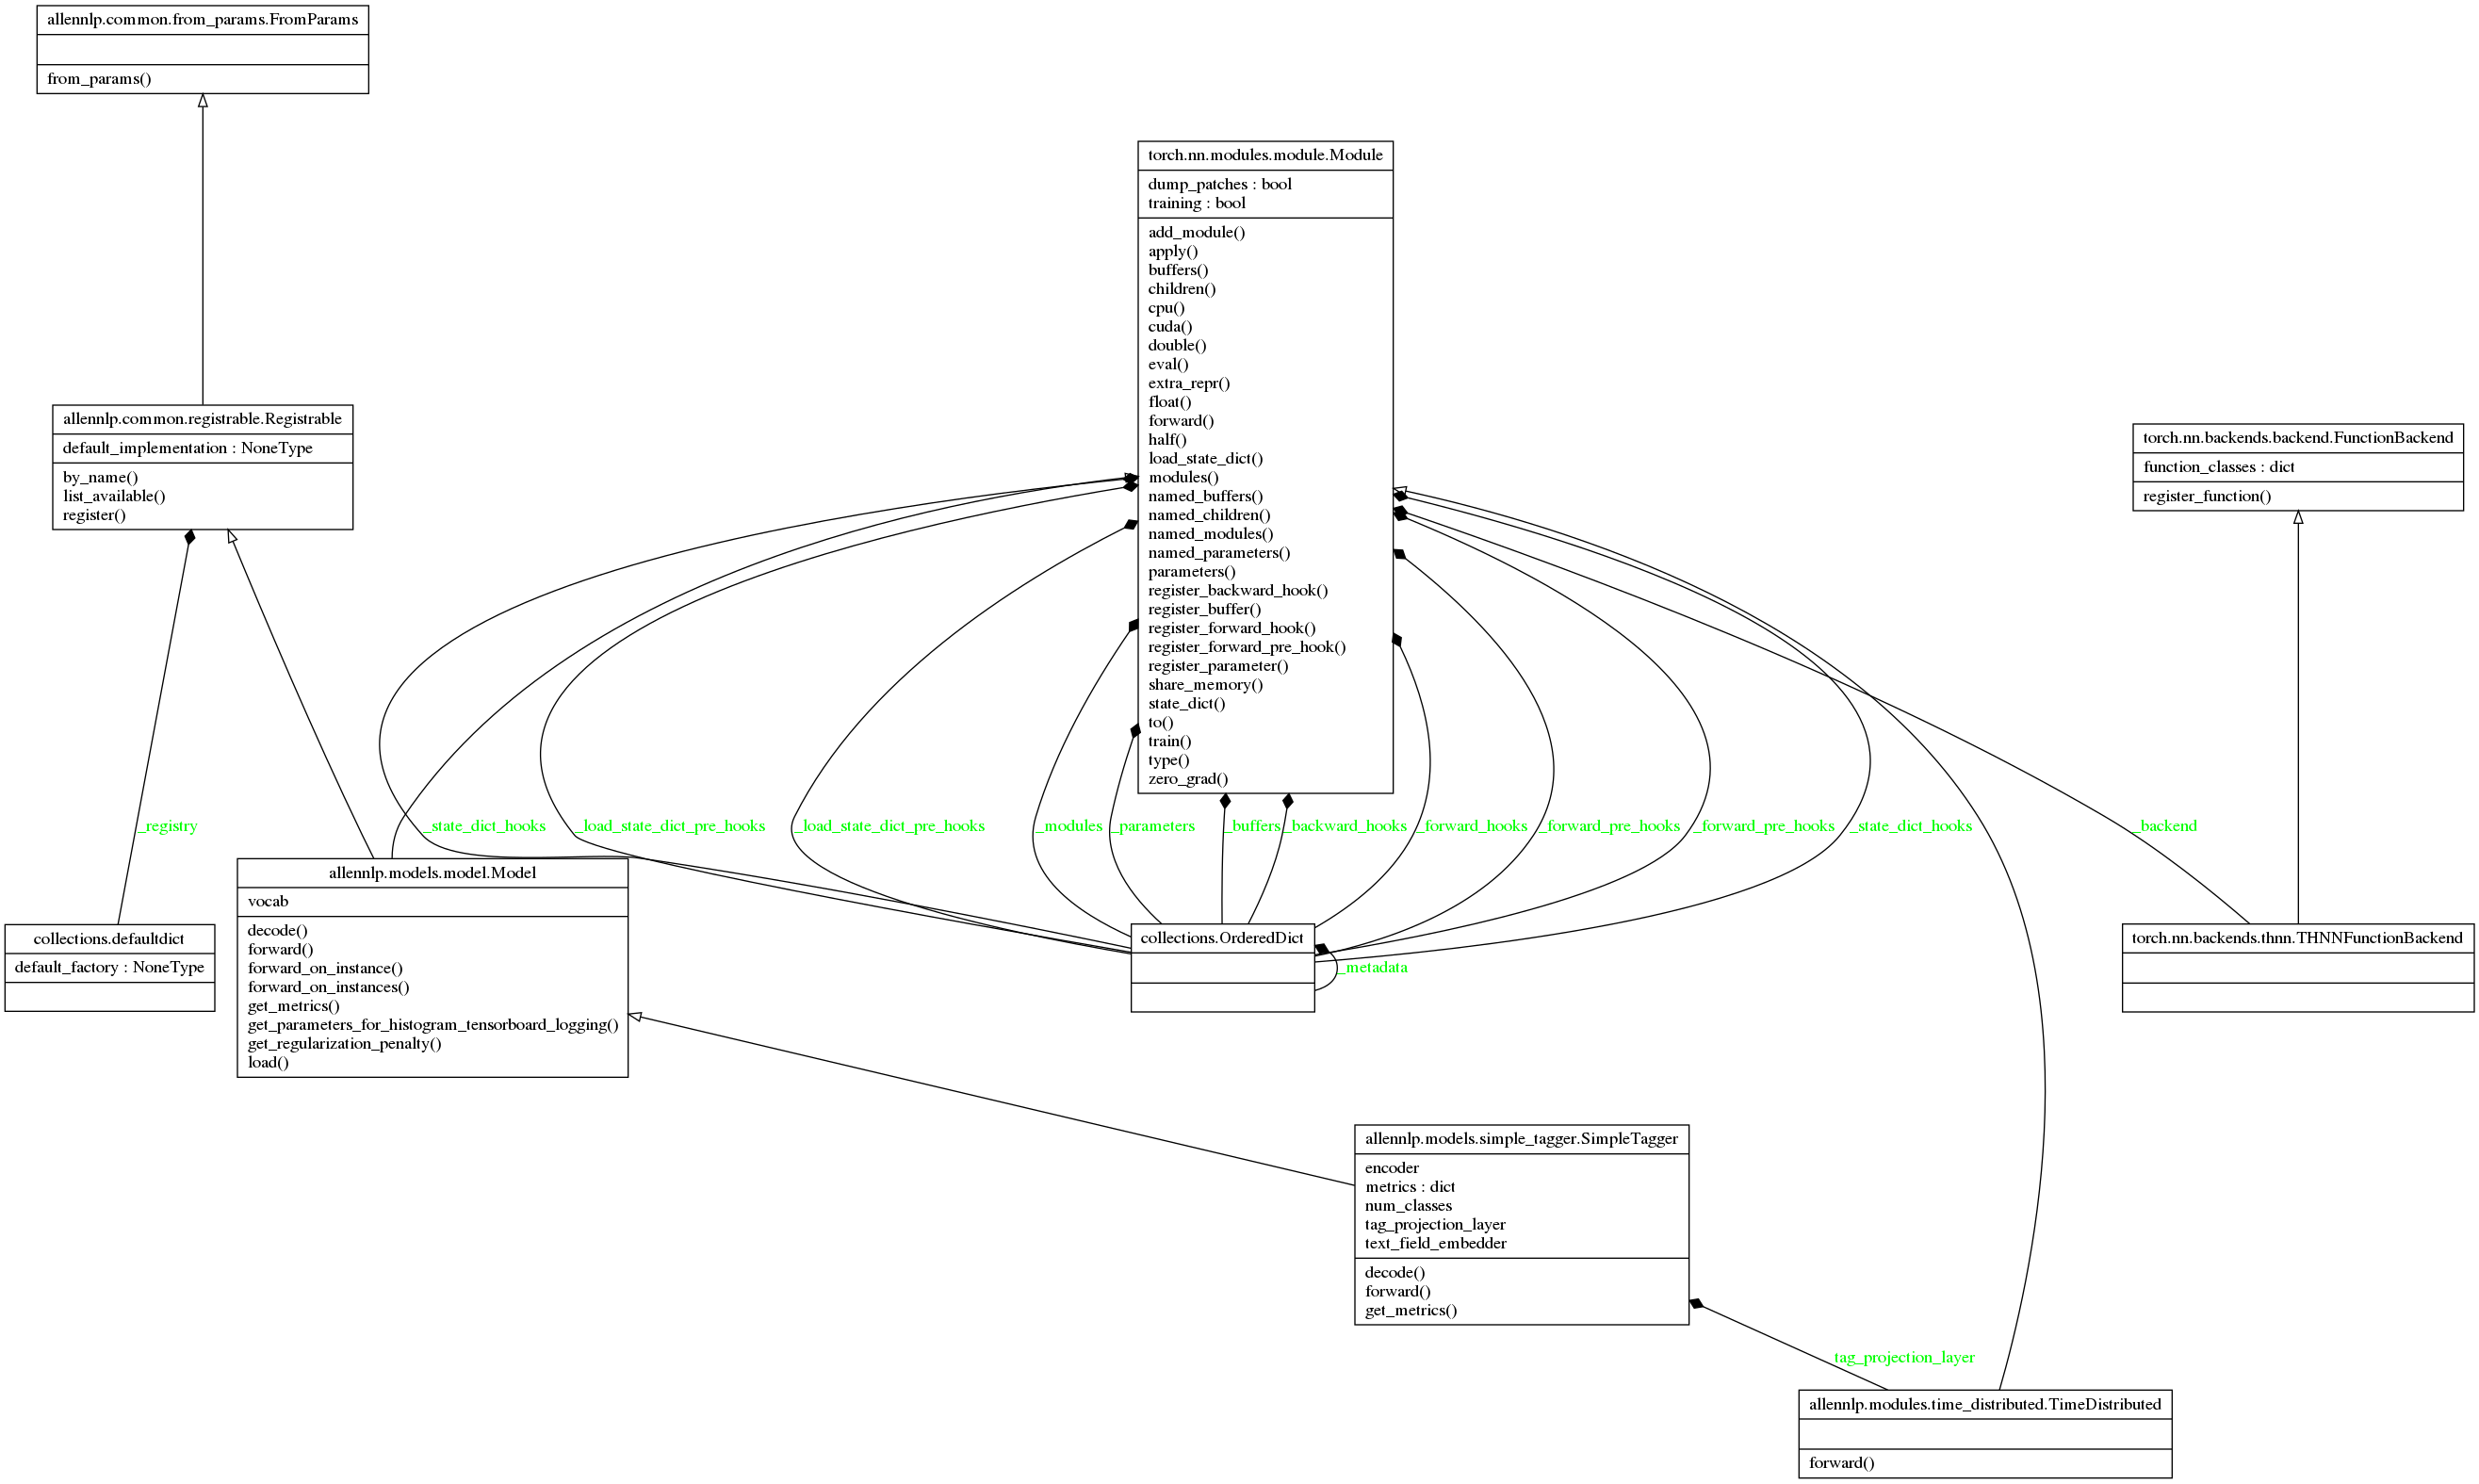 allennlp.common.from_params.FromParams
from_params()
torch.nn.modules.module.Module
dump_patches : bool
training : bool
add_module()
apply()
buffers()
children()
cpu()
cuda()
double()
eval()
extra_repr()
float()
forward()
half()
load_state_dict()
modules()
named_buffers()
named_children()
named_modules()
named_parameters()
parameters()
register_backward_hook()
register_buffer()
register_forward_hook()
register_forward_pre_hook()
register_parameter()
share_memory()
state_dict()
to()
train()
type()
zero_grad()
allennlp.common.registrable.Registrable
default_implementation : NoneType
by_name()
list_available()
register()
torch.nn.backends.backend.FunctionBackend
function_classes : dict
register_function()
_registry
_state_dict_hooks
_load_state_dict_pre_hooks
_load_state_dict_pre_hooks
_modules
_parameters
_buffers
_backward_hooks
_forward_hooks
_forward_pre_hooks
_forward_pre_hooks
_state_dict_hooks
_backend
collections.defaultdict
default_factory : NoneType
allennlp.models.model.Model
vocab
decode()
forward()
forward_on_instance()
forward_on_instances()
get_metrics()
get_parameters_for_histogram_tensorboard_logging()
get_regularization_penalty()
load()
collections.OrderedDict
_metadata
torch.nn.backends.thnn.THNNFunctionBackend
allennlp.models.simple_tagger.SimpleTagger
encoder
metrics : dict
num_classes
tag_projection_layer
text_field_embedder
decode()
forward()
get_metrics()
tag_projection_layer
allennlp.modules.time_distributed.TimeDistributed
forward()